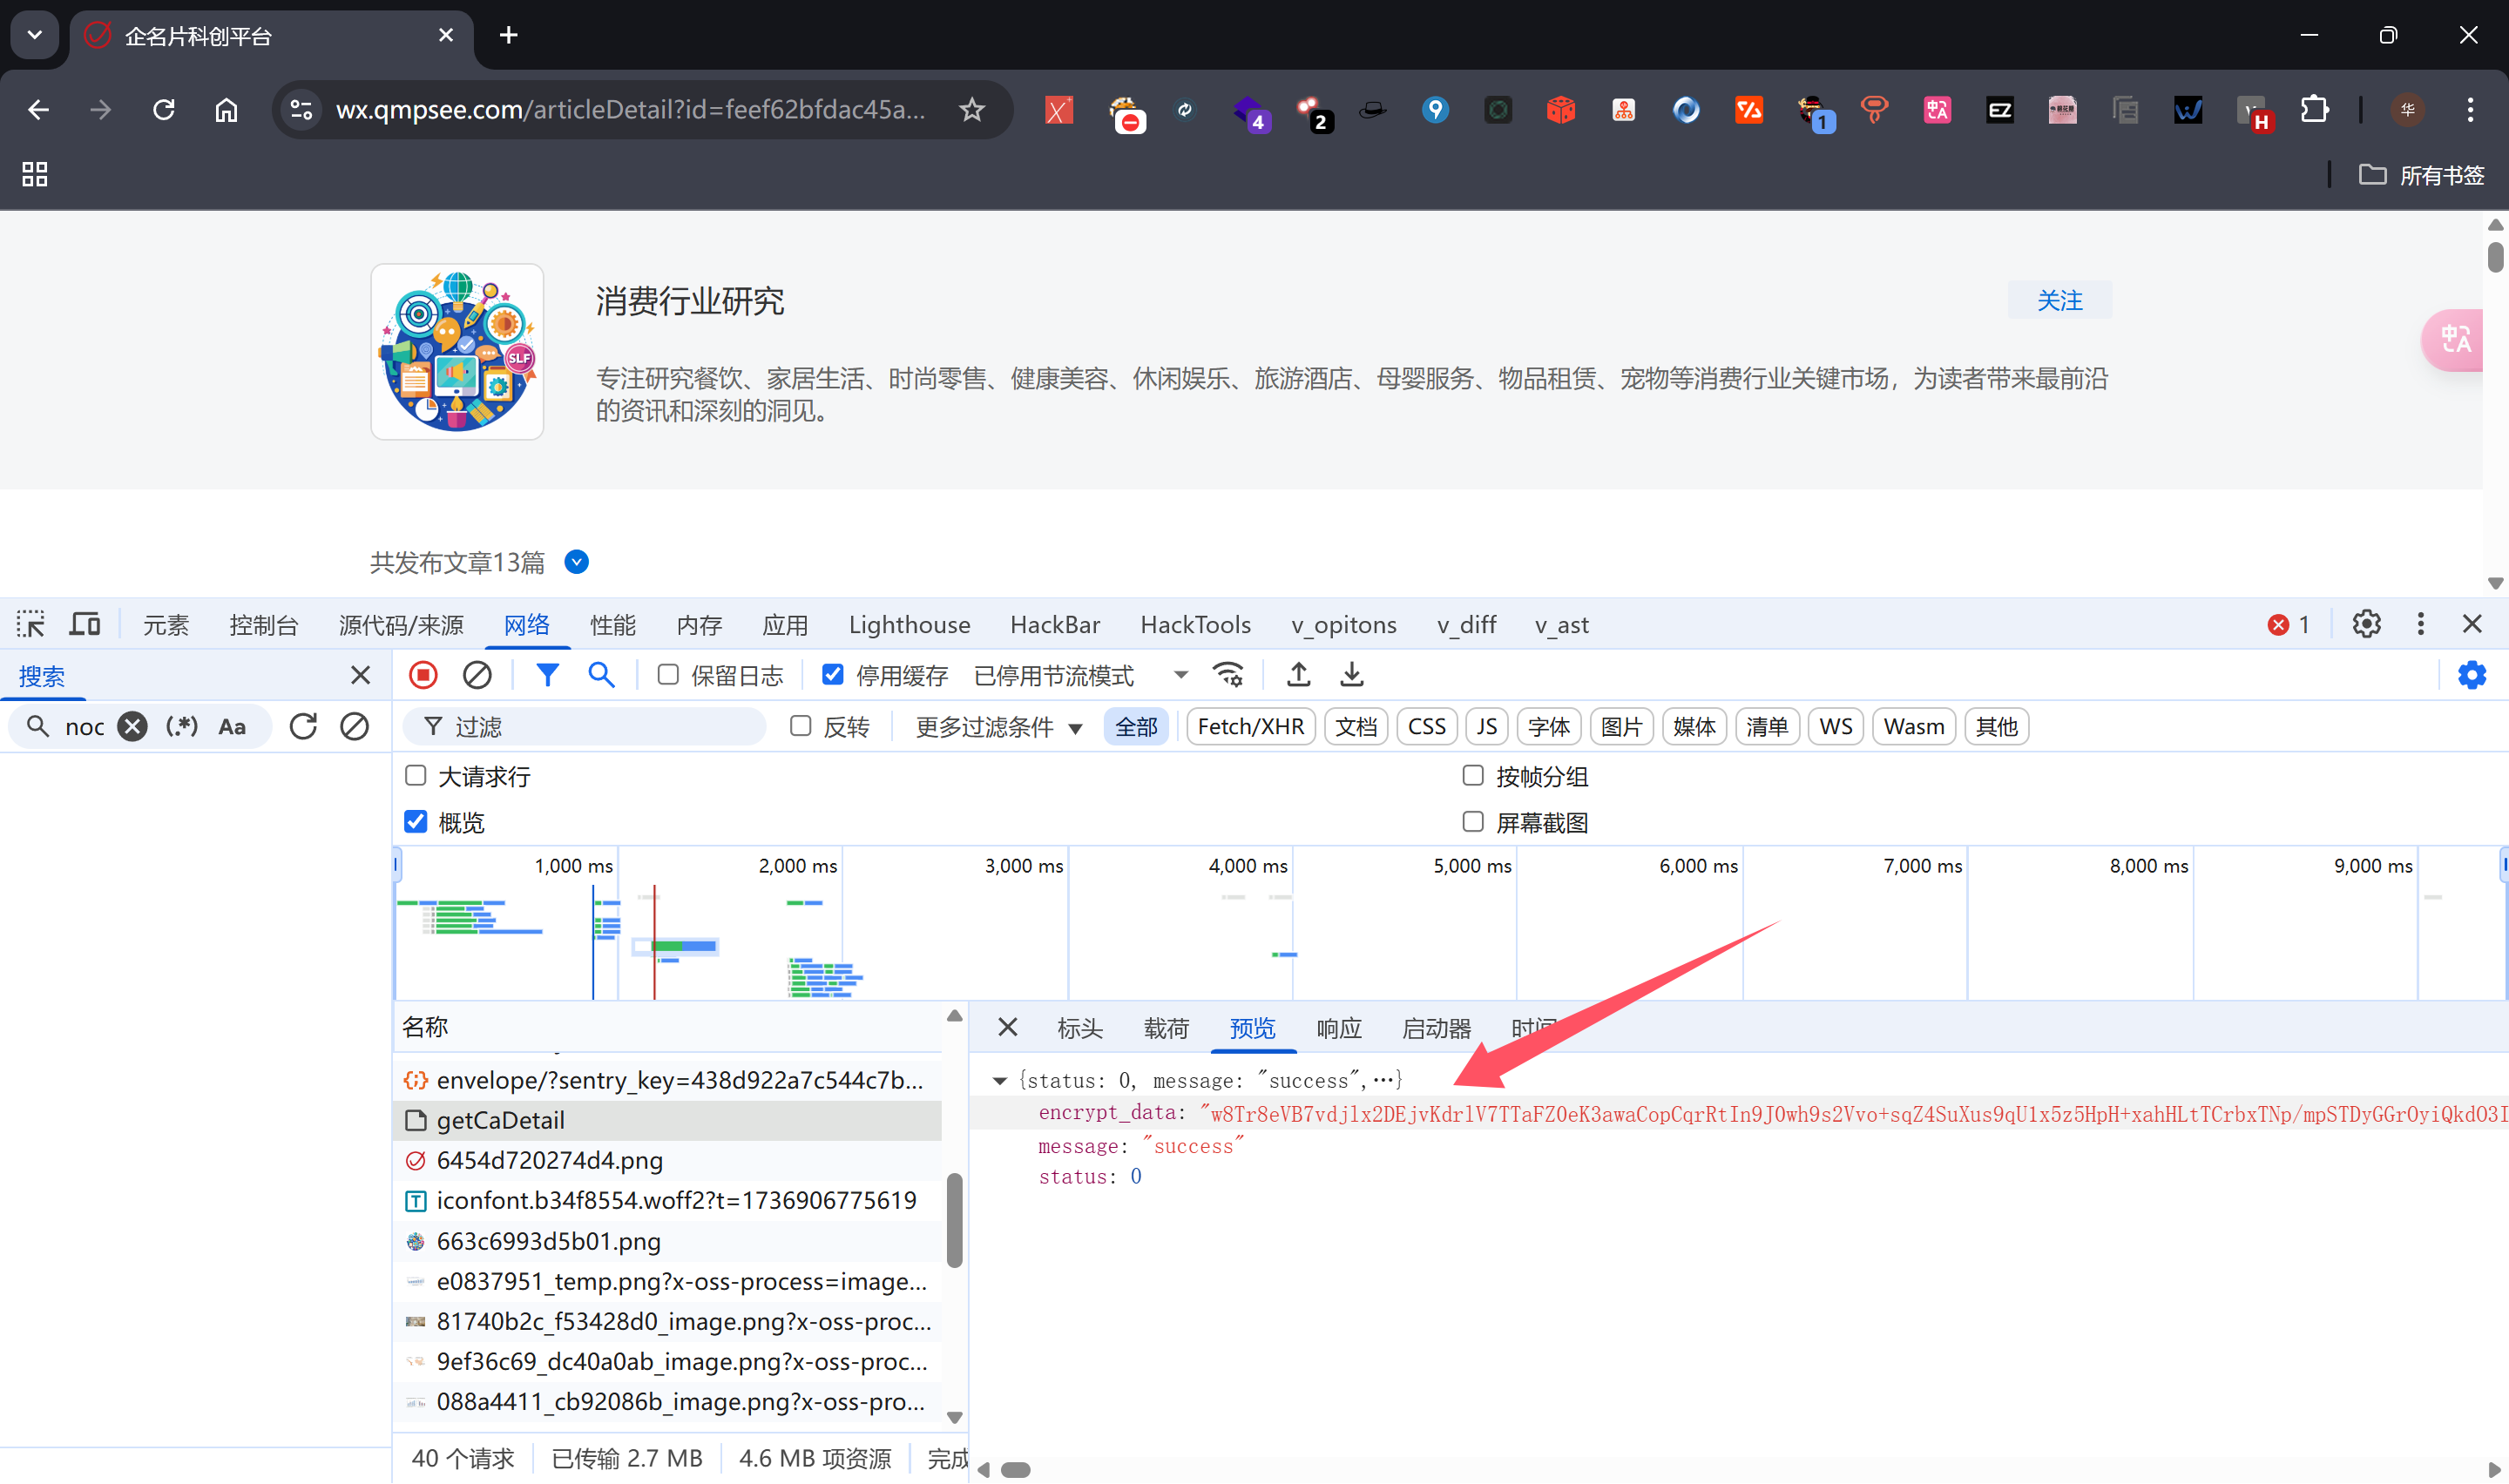 企名片科创平台
wx.qmpsee.com/articleDetail?id=feef62bfdac45a...
4
2
1
EZ
H
华
所有书签
SLF
消费行业研究
关注
专注研究餐饮、家居生活、时尚零售、健康美容、休闲娱乐、旅游酒店、母婴服务、物品租赁、宠物等消费行业关键市场，为读者带来最前沿
的资讯和深刻的洞见。
中A
共发布文章13篇
元素 控制台 源代码/来源 网络 性能 内存 应用 Lighthouse HackBar HackTools v_opitons v_diff v_ast 1
搜索
保留日志 停用缓存 已停用节流模式
noc (.*) Aa
过滤 反转 更多过滤条件 全部 Fetch/XHR 文档 CSS JS 字体 图片 媒体 清单 WS Wasm 其他
大请求行 按帧分组
概览 屏幕截图
1,000 ms 2,000 ms 3,000 ms 4,000 ms 5,000 ms 6,000 ms 7,000 ms 8,000 ms 9,000 ms
名称
标头 载荷 预览 响应 启动器 时间
envelope/?sentry_key=438d922a7c544c7b...
getCaDetail
6454d720274d4.png
iconfont.b34f8554.woff2?t=1736906775619
663c6993d5b01.png
e0837951_temp.png?x-oss-process=image...
81740b2c_f53428d0_image.png?x-oss-proc...
9ef36c69_dc40a0ab_image.png?x-oss-proc...
088a4411_cb92086b_image.png?x-oss-pro...
{status: 0, message: "success",…}
encrypt_data: "w8Tr8eVB7vdjlx2DEjvKdrlV7TTaFZ0eK3awaCopCqrRtIn9J0wh9s2Vvo+sqZ4SuXus9qU1x5z5HpH+xahHLtTCrbxTNp/mpSTDyGGrOyiQkdO3I
message: "success"
status: 0
40 个请求 已传输 2.7 MB 4.6 MB 项资源 完成